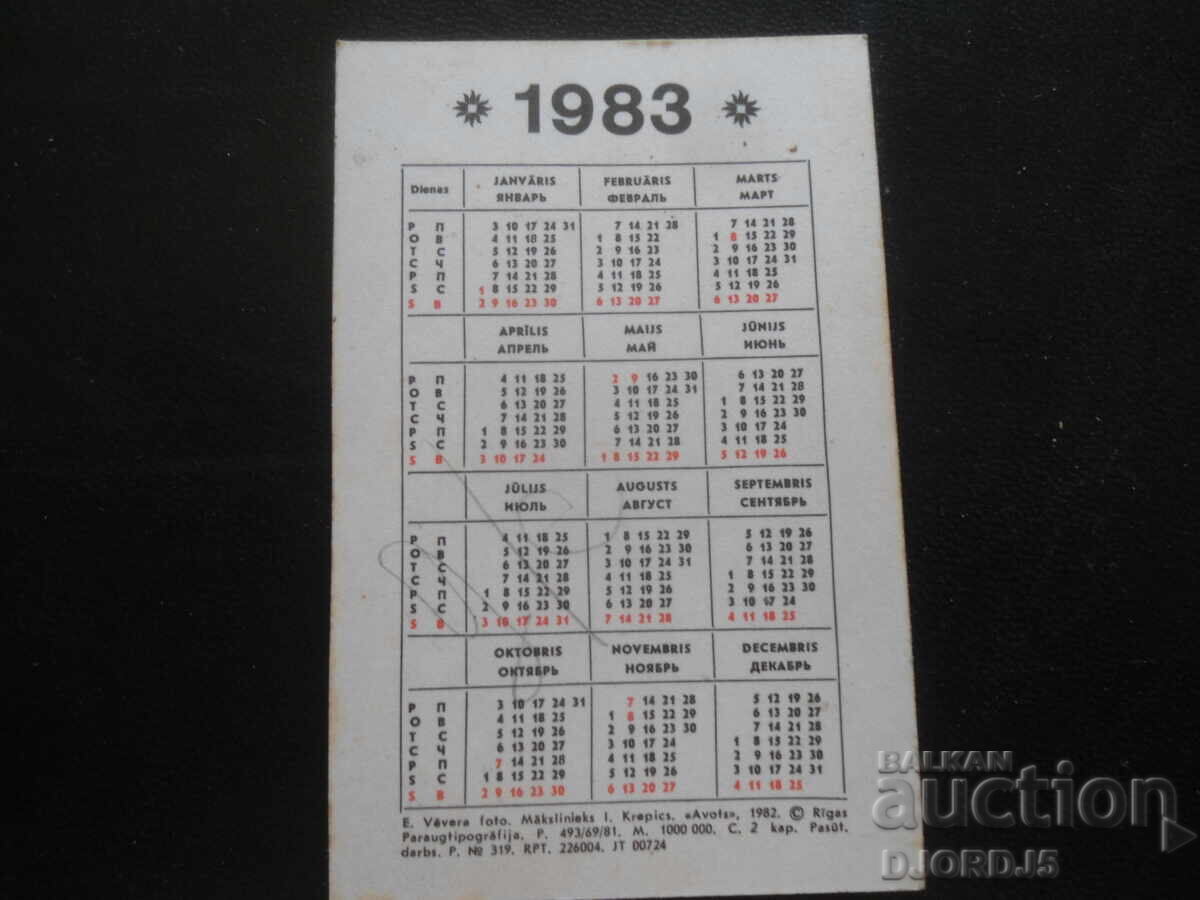 1983
Dienas JANVĀRIS FEBRUĀRIS MARTS
ЯНВАРЬ ФЕВРАЛЬ МАРТ
P П 3 10 17 24 31 7 14 21 28 7 14 21 28
O В 4 11 18 25 1 8 15 22 1 8 15 22 29
T С 5 12 19 26 2 9 16 23 2 9 16 23 30
C Ч 6 13 20 27 3 10 17 24 3 10 17 24 31
P П 7 14 21 28 4 11 18 25 4 11 18 25
S С 1 8 15 22 29 5 12 19 26 5 12 19 26
S В 2 9 16 23 30 6 13 20 27 6 13 20 27
APRĪLIS MAIJS JŪNIJS
АПРЕЛЬ МАЙ ИЮНЬ
P П 4 11 18 25 2 9 16 23 30 6 13 20 27
O В 5 12 19 26 3 10 17 24 31 7 14 21 28
T С 6 13 20 27 4 11 18 25 1 8 15 22 29
C Ч 7 14 21 28 5 12 19 26 2 9 16 23 30
P П 1 8 15 22 29 6 13 20 27 3 10 17 24
S С 2 9 16 23 30 7 14 21 28 4 11 18 25
S В 3 10 17 24 1 8 15 22 29 5 12 19 26
JŪLIJS AUGUSTS SEPTEMBRIS
ИЮЛЬ АВГУСТ СЕНТЯБРЬ
P П 4 11 18 25 1 8 15 22 29 5 12 19 26
O В 5 12 19 26 2 9 16 23 30 6 13 20 27
T С 6 13 20 27 3 10 17 24 31 7 14 21 28
C Ч 7 14 21 28 4 11 18 25 1 8 15 22 29
P П 1 8 15 22 29 5 12 19 26 2 9 16 23 30
S С 2 9 16 23 30 6 13 20 27 3 10 17 24
S В 3 10 17 24 31 7 14 21 28 4 11 18 25
OKTOBRIS NOVEMBRIS DECEMBRIS
ОКТЯБРЬ НОЯБРЬ ДЕКАБРЬ
P П 3 10 17 24 31 7 14 21 28 5 12 19 26
O В 4 11 18 25 1 8 15 22 29 6 13 20 27
T С 5 12 19 26 2 9 16 23 30 7 14 21 28
C Ч 6 13 20 27 3 10 17 24 1 8 15 22 29
P П 7 14 21 28 4 11 18 25 2 9 16 23 30
S С 1 8 15 22 29 5 12 19 26 3 10 17 24 31
S В 2 9 16 23 30 6 13 20 27 4 11 18 25
E. Vāvera foto. Mākslinieks I. Krepics. «Avots», 1982. © Rīgas
Paraugtipogrāfija, P. 493/69/81. M. 1000 000. C. 2 kap. Pasūt.
darbs. P. № 319. RPT. 226004. JT 00724
BALKAN
auction
DJORDJ5